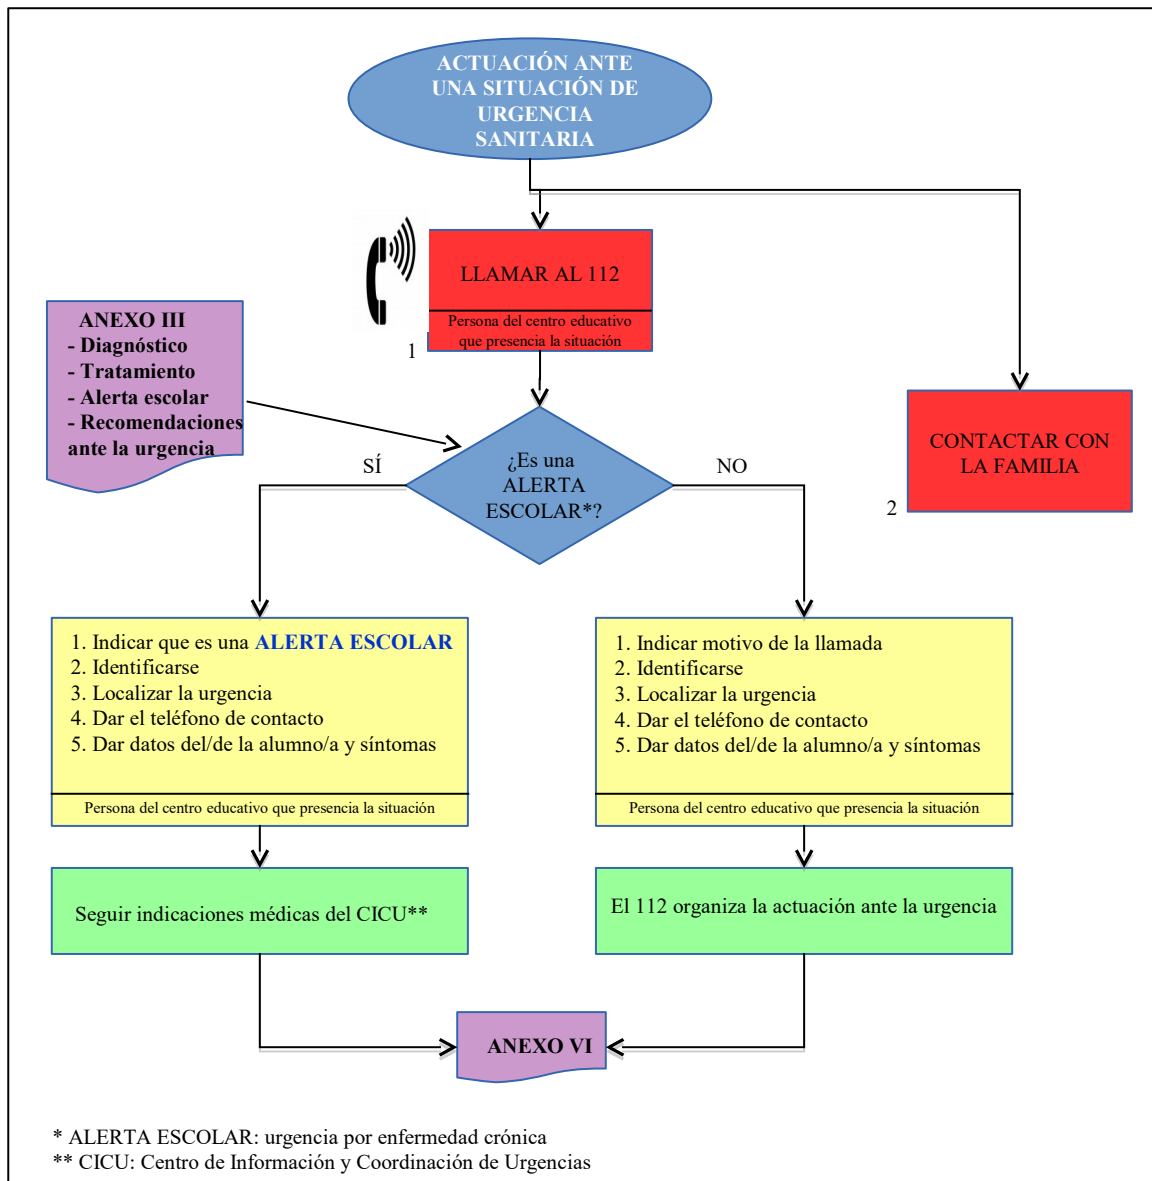 ACTUACIÓN ANTE
UNA SITUACIÓN DE
URGENCIA
SANITARIA
LLAMAR AL 112
Persona del centro educativo
que presencia la situación
1
ANEXO III
- Diagnóstico
- Tratamiento
- Alerta escolar
- Recomendaciones
ante la urgencia
CONTACTAR CON
LA FAMILIA
2
¿Es una
ALERTA
ESCOLAR*?
SÍ
NO
1. Indicar que es una ALERTA ESCOLAR
2. Identificarse
3. Localizar la urgencia
4. Dar el teléfono de contacto
5. Dar datos del/de la alumno/a y síntomas
Persona del centro educativo que presencia la situación
1. Indicar motivo de la llamada
2. Identificarse
3. Localizar la urgencia
4. Dar el teléfono de contacto
5. Dar datos del/de la alumno/a y síntomas
Persona del centro educativo que presencia la situación
Seguir indicaciones médicas del CICU**
El 112 organiza la actuación ante la urgencia
ANEXO VI
* ALERTA ESCOLAR: urgencia por enfermedad crónica
** CICU: Centro de Información y Coordinación de Urgencias